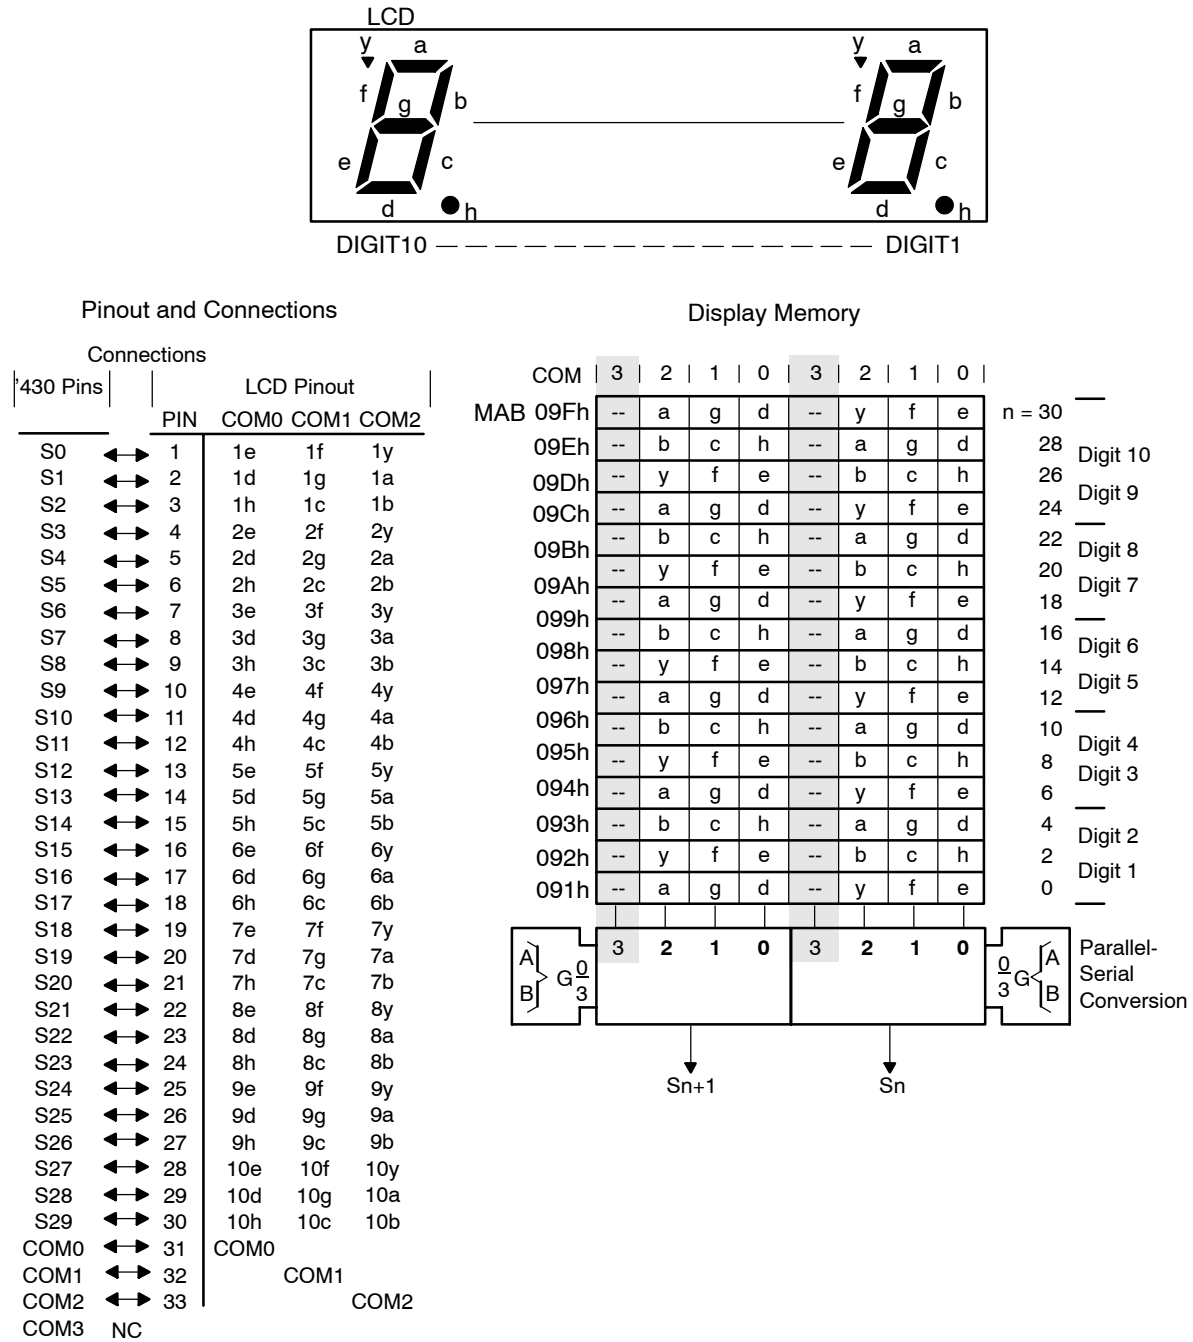 LCD
y a y a
f g b f g b
e c e c
d h d h
DIGIT10 DIGIT1
Pinout and Connections
Connections
'430 Pins LCD Pinout
PIN COM0 COM1 COM2
S0 1 1e 1f 1y
S1 2 1d 1g 1a
S2 3 1h 1c 1b
S3 4 2e 2f 2y
S4 5 2d 2g 2a
S5 6 2h 2c 2b
S6 7 3e 3f 3y
S7 8 3d 3g 3a
S8 9 3h 3c 3b
S9 10 4e 4f 4y
S10 11 4d 4g 4a
S11 12 4h 4c 4b
S12 13 5e 5f 5y
S13 14 5d 5g 5a
S14 15 5h 5c 5b
S15 16 6e 6f 6y
S16 17 6d 6g 6a
S17 18 6h 6c 6b
S18 19 7e 7f 7y
S19 20 7d 7g 7a
S20 21 7h 7c 7b
S21 22 8e 8f 8y
S22 23 8d 8g 8a
S23 24 8h 8c 8b
S24 25 9e 9f 9y
S25 26 9d 9g 9a
S26 27 9h 9c 9b
S27 28 10e 10f 10y
S28 29 10d 10g 10a
S29 30 10h 10c 10b
COM0 31 COM0
COM1 32 COM1
COM2 33 COM2
COM3 NC
Display Memory
COM 3 2 1 0 3 2 1 0
MAB 09Fh -- a g d -- y f e n = 30
09Eh -- b c h -- a g d 28
Digit 10
09Dh -- y f e -- b c h 26
Digit 9
09Ch -- a g d -- y f e 24
09Bh -- b c h -- a g d 22
Digit 8
09Ah -- y f e -- b c h 20
Digit 7
099h -- a g d -- y f e 18
098h -- b c h -- a g d 16
Digit 6
097h -- y f e -- b c h 14
Digit 5
096h -- a g d -- y f e 12
095h -- b c h -- a g d 10
Digit 4
094h -- y f e -- b c h 8
Digit 3
-- a g d -- y f e 6
093h -- b c h -- a g d 4
Digit 2
092h -- y f e -- b c h 2
Digit 1
091h -- a g d -- y f e 0
3 2 1 0 3 2 1 0
A B G 0/3
0/3 G A B
Parallel-
Serial
Conversion
Sn+1 Sn